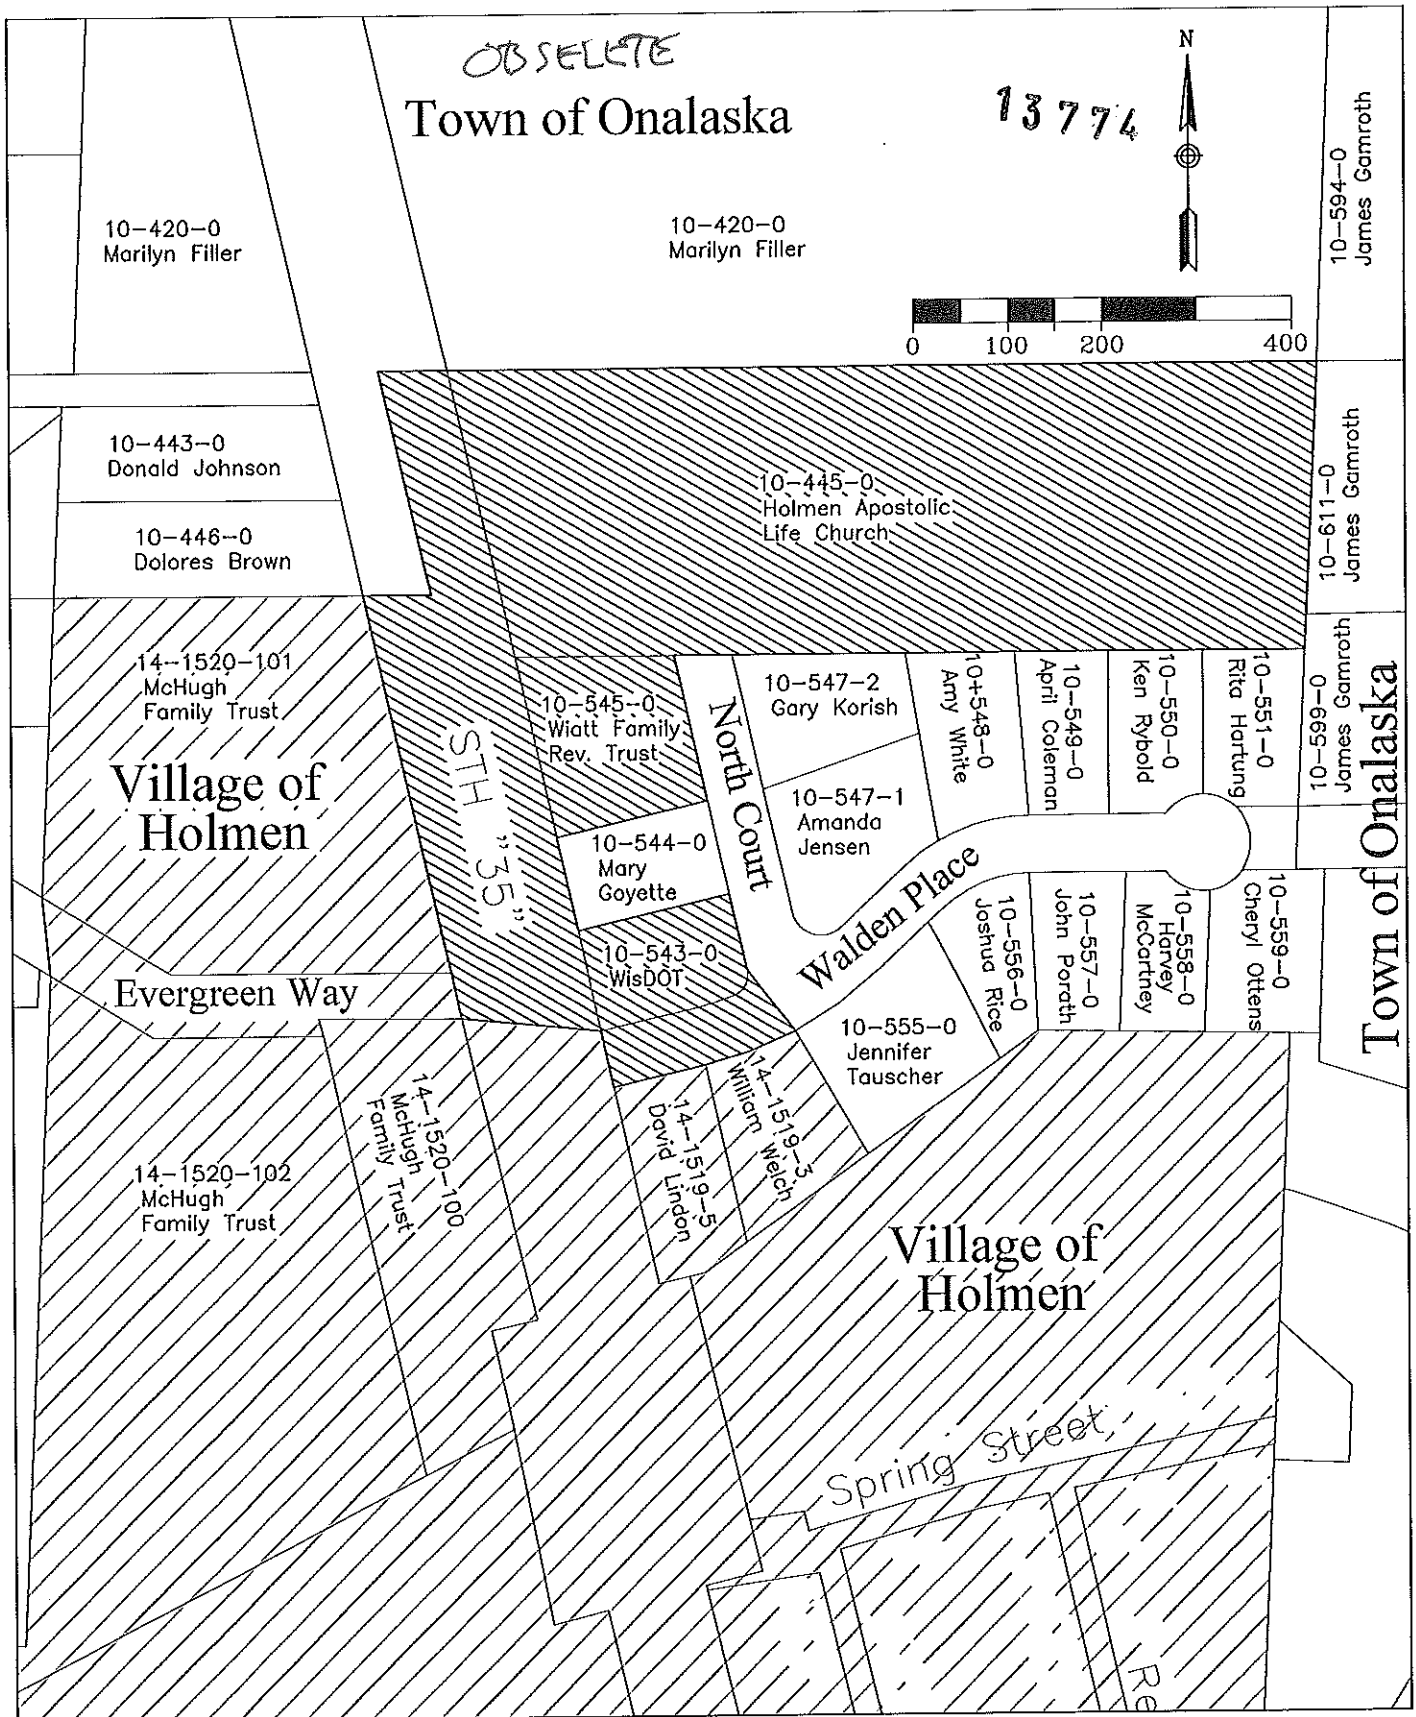 OBSELETE
Town of Onalaska
13774
N
10-420-0
Marilyn Filler
10-420-0
Marilyn Filler
10-594-0
James Gamroth
0 100 200 400
10-443-0
Donald Johnson
10-446-0
Dolores Brown
10-445-0
Holmen Apostolic
Life Church
10-611-0
James Gamroth
14-1520-101
McHugh
Family Trust
Village of
Holmen
STH "35"
10-545-0
Wiatt Family
Rev. Trust
North Court
10-547-2
Gary Korish
10+548-0
Amy White
10-549-0
April Coleman
10-550-0
Ken Rybold
10-551-0
Rita Hartung
10-569-0
James Gamroth
Town of Onalaska
10-544-0
Mary
Goyette
10-547-1
Amanda
Jensen
Walden Place
10-543-0
WisDOT
10-556-0
Joshua Rice
10-557-0
John Porath
10-558-0
Harvey
McCartney
10-559-0
Cheryl Ottens
Evergreen Way
10-555-0
Jennifer
Tauscher
14-1520-102
McHugh
Family Trust
14-1520-100
McHugh
Family Trust
14-1519-5
David Lindon
14-1519-3
William Welch
Village of
Holmen
Spring Street
Re